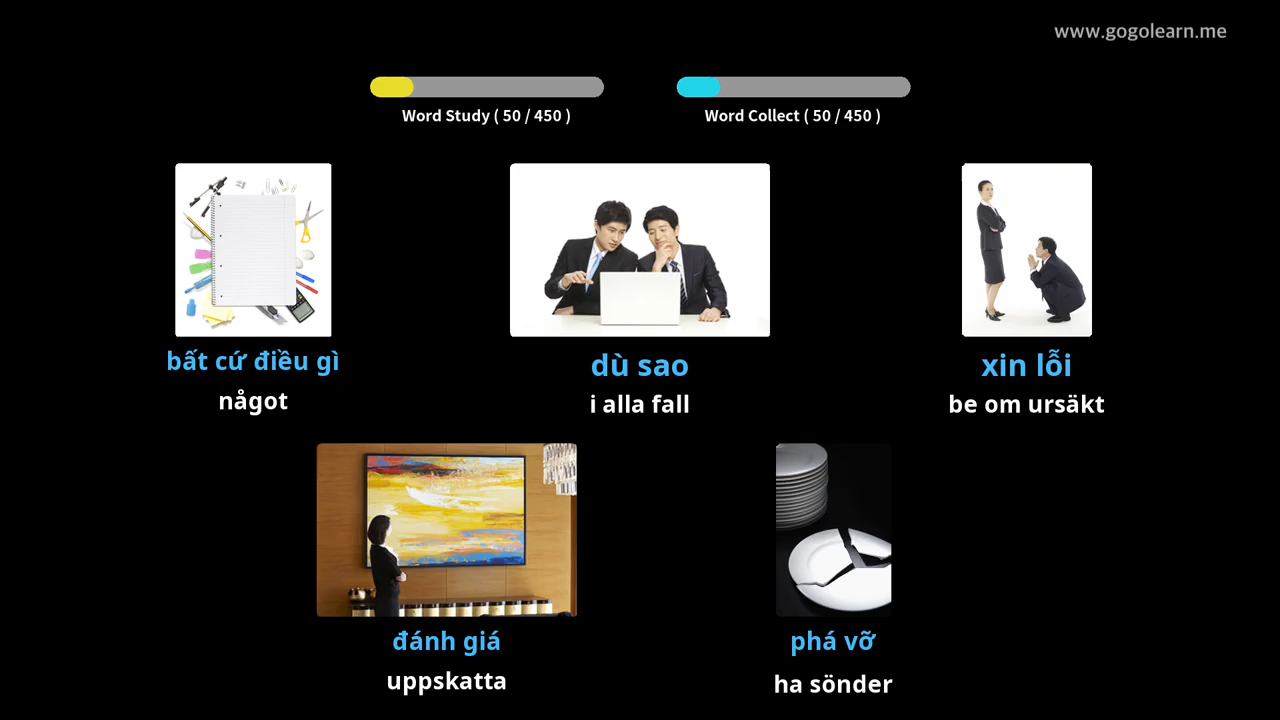 www.gogolearn.me
Word Study ( 50 / 450 )
Word Collect ( 50 / 450 )
bất cứ điều gì
något
dù sao
i alla fall
xin lỗi
be om ursäkt
đánh giá
uppskatta
phá vỡ
ha sönder